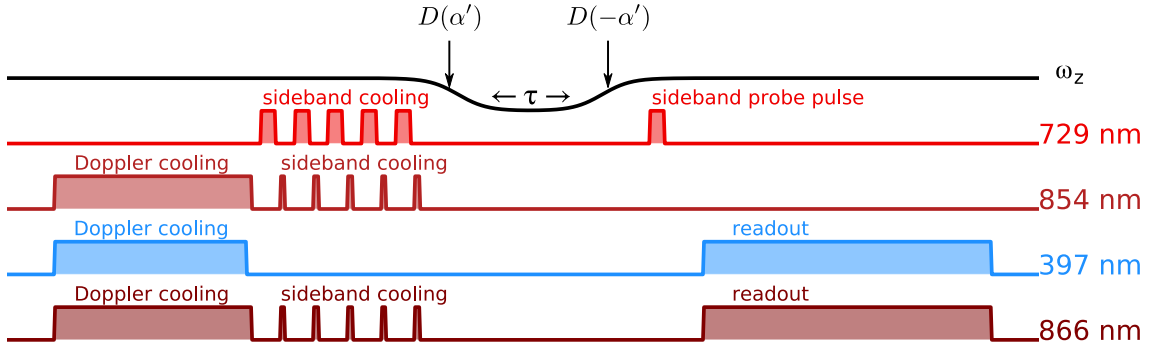 D(α′) D(−α′)
ω_z
← τ →
sideband cooling sideband probe pulse
729 nm
Doppler cooling sideband cooling
854 nm
Doppler cooling readout
397 nm
Doppler cooling sideband cooling readout
866 nm